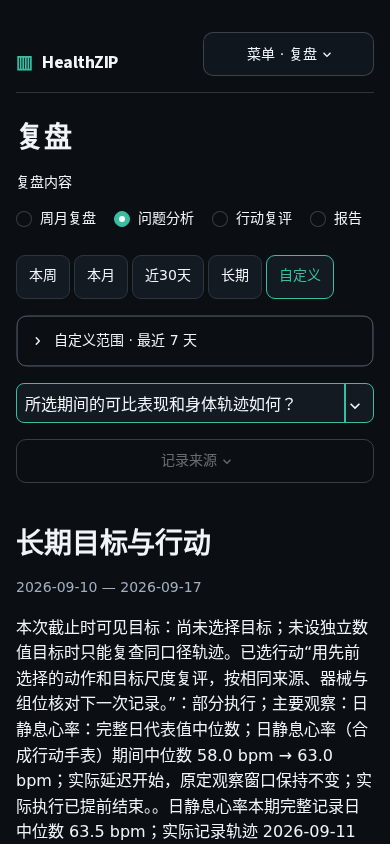 HealthZIP
菜单 · 复盘
复盘
复盘内容
周月复盘 问题分析 行动复评 报告
本周 本月 近30天 长期 自定义
自定义范围 · 最近 7 天
所选期间的可比表现和身体轨迹如何？
记录来源
长期目标与行动
2026-09-10 — 2026-09-17
本次截止时可见目标：尚未选择目标；未设独立数
值目标时只能复查同口径轨迹。已选行动“用先前
选择的动作和目标尺度复评，按相同来源、器械与
组位核对下一次记录。”：部分执行；主要观察：日
静息心率：完整日代表值中位数；日静息心率（合
成行动手表）期间中位数 58.0 bpm → 63.0
bpm；实际延迟开始，原定观察窗口保持不变；实
际执行已提前结束。。日静息心率本期完整记录日
中位数 63.5 bpm；实际记录轨迹 2026-09-11